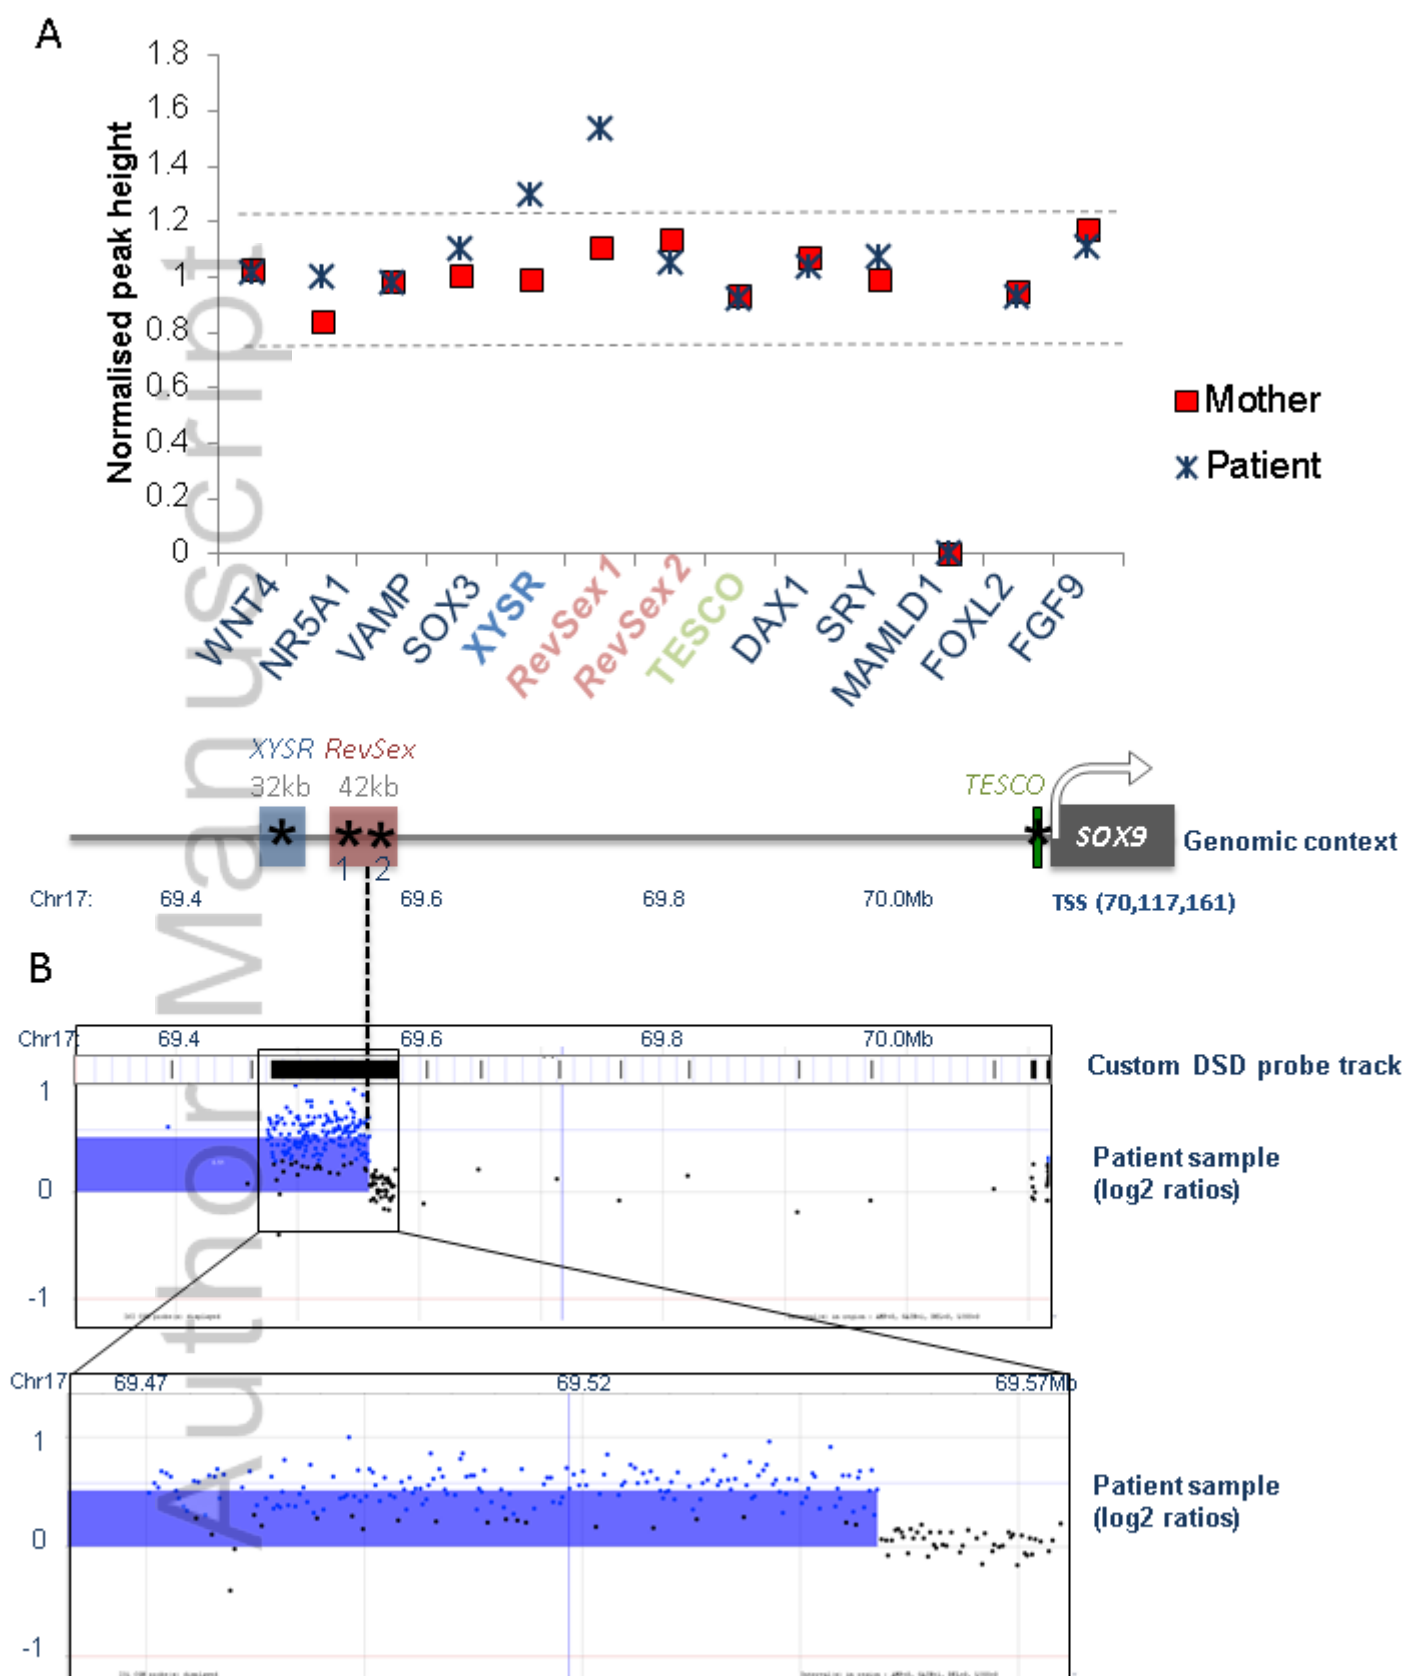 A
1.8
1.6
1.4
1.2
1
0.8
0.6
0.4
0.2
0
Normalised peak height
Mother
Patient
WNT4
NR5A1
VAMP
SOX3
XYSR
RevSex 1
RevSex 2
TESCO
DAX1
SRY
MAMLD1
FOXL2
FGF9
XYSR RevSex
32kb 42kb
TESCO
* ** *
1 2
SOX9
Genomic context
Chr17: 69.4 69.6 69.8 70.0Mb TSS (70,117,161)
B
Chr17: 69.4 69.6 69.8 70.0Mb
Custom DSD probe track
1
0
-1
Patient sample
(log2 ratios)
Chr17 69.47 69.52 69.57Mb
1
0
-1
Patient sample
(log2 ratios)
Author Manuscript